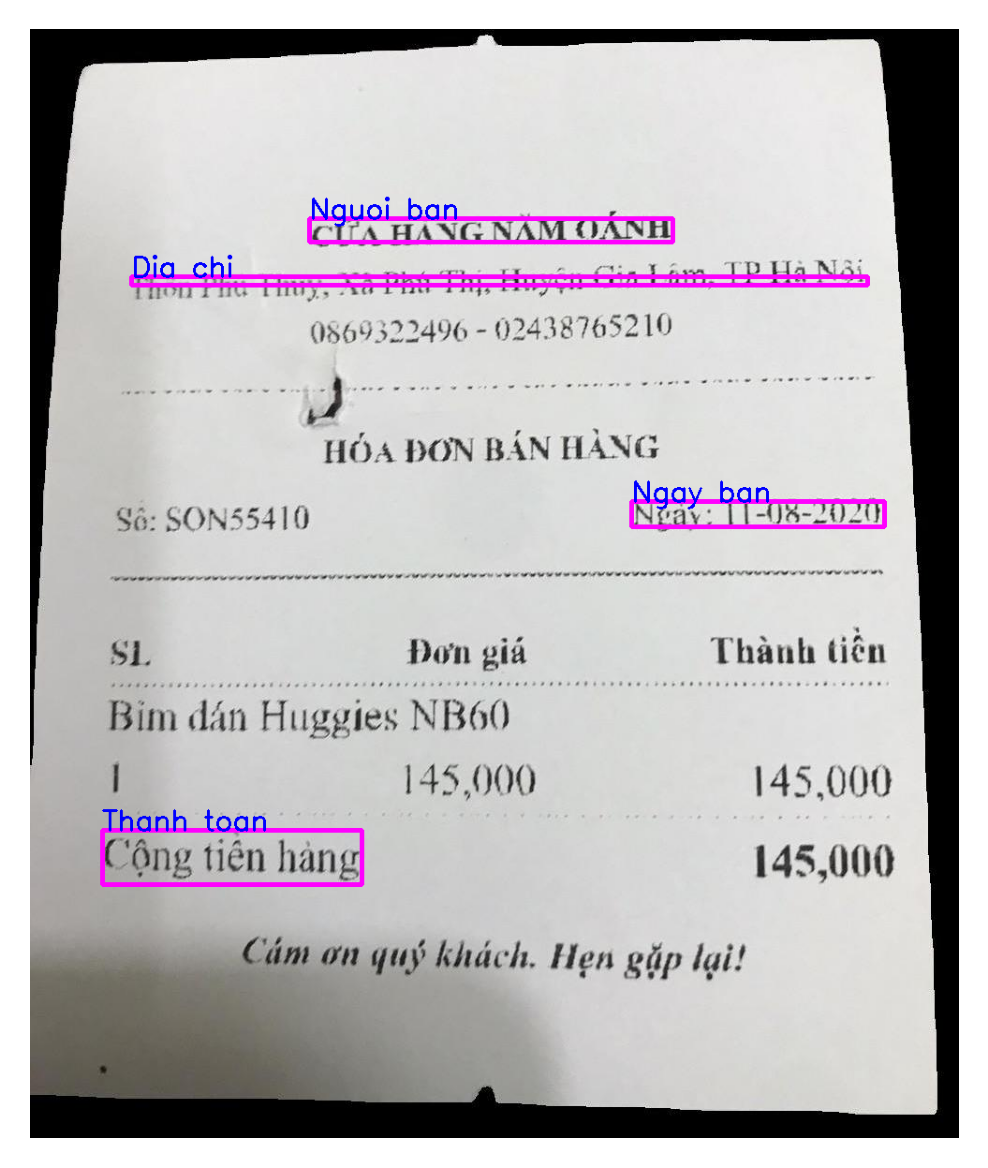 Nguoi ban
CỬA HÀNG NĂM OÁNH
Dia chi
Thôn Phú Thụy, Xã Phú Thị, Huyện Gia Lâm, TP Hà Nội
0869322496 - 02438765210
HÓA ĐƠN BÁN HÀNG
Ngay ban
Số: SON55410 Ngày: 11-08-2020
SL Đơn giá Thành tiền
Bỉm dán Huggies NB60
1 145,000 145,000
Thanh toan
Cộng tiền hàng 145,000
Cám ơn quý khách. Hẹn gặp lại!